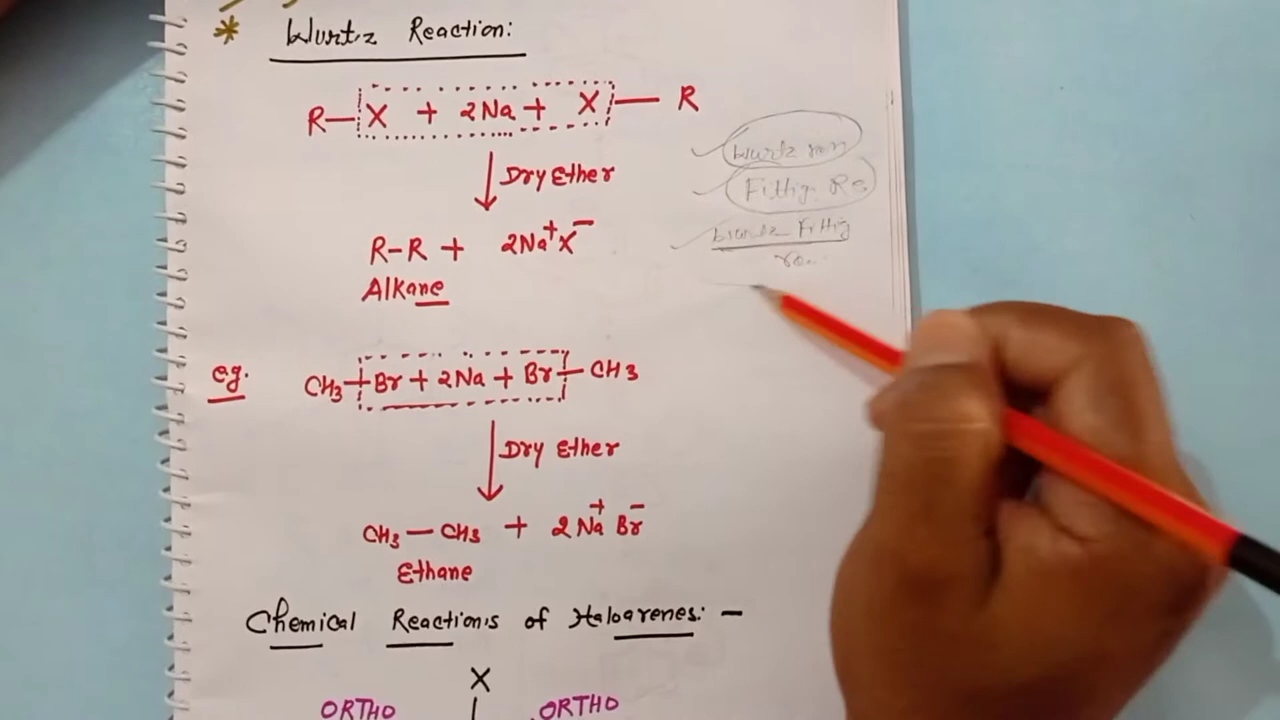 * Wurtz Reaction:
R—X + 2Na + X—R
Dry Ether
R-R + 2Na⁺X⁻
Alkane
Wurtz rxn
Fittig Rx
Wurtz Fittig
e.g. CH3—Br + 2Na + Br—CH3
Dry Ether
CH3—CH3 + 2Na⁺Br⁻
Ethane
Chemical Reactions of Haloarenes: -
X
ORTHO ORTHO